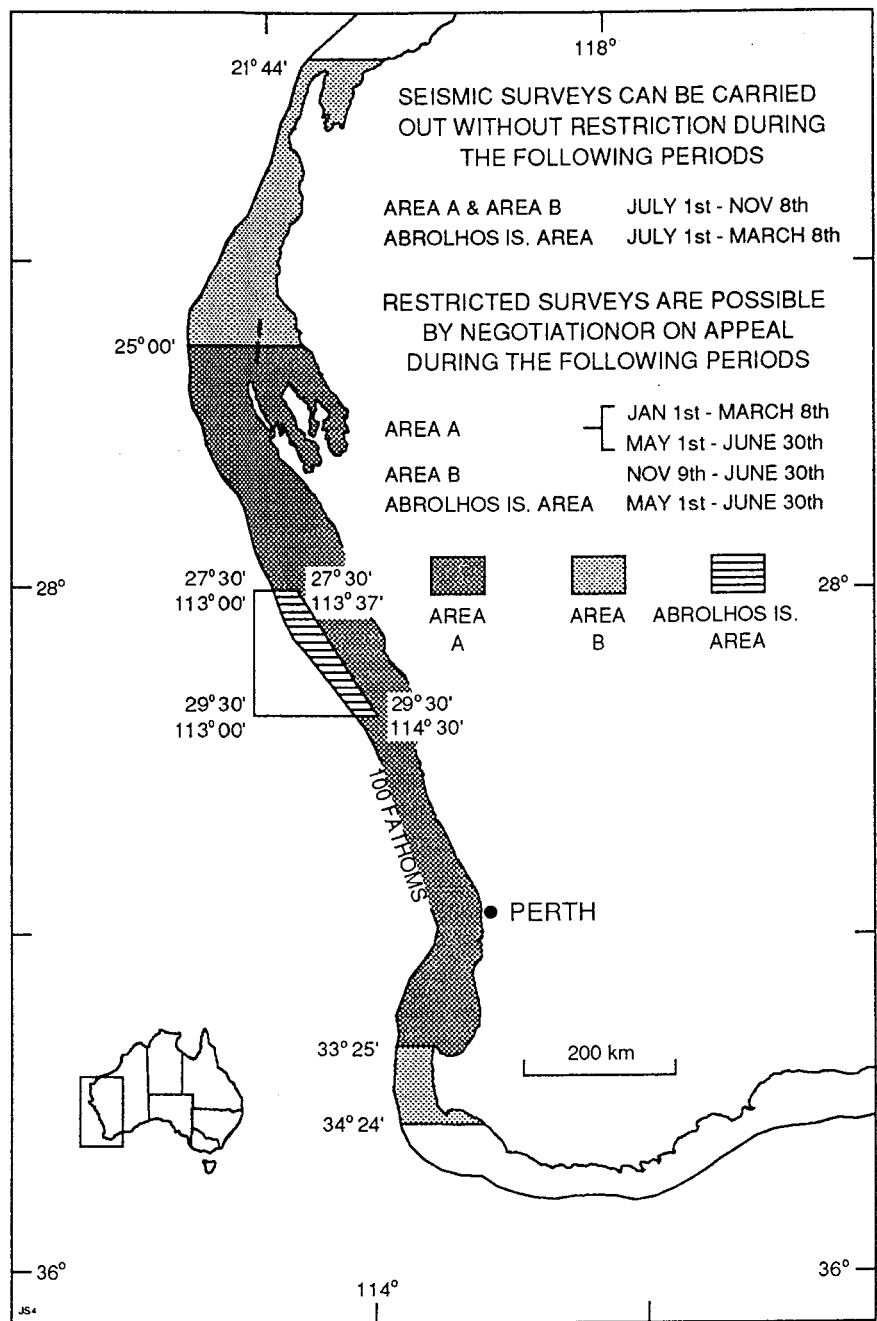 118°
21° 44'
SEISMIC SURVEYS CAN BE CARRIED
OUT WITHOUT RESTRICTION DURING
THE FOLLOWING PERIODS
AREA A & AREA B JULY 1st - NOV 8th
ABROLHOS IS. AREA JULY 1st - MARCH 8th
RESTRICTED SURVEYS ARE POSSIBLE
BY NEGOTIATIONOR ON APPEAL
DURING THE FOLLOWING PERIODS
25° 00'
AREA A JAN 1st - MARCH 8th
MAY 1st - JUNE 30th
AREA B NOV 9th - JUNE 30th
ABROLHOS IS. AREA MAY 1st - JUNE 30th
28°
27° 30'
113° 00'
27° 30'
113° 37'
28°
AREA
A
AREA
B
ABROLHOS IS.
AREA
29° 30'
113° 00'
29° 30'
114° 30'
100 FATHOMS
PERTH
33° 25'
200 km
34° 24'
36°
114°
36°
JS4